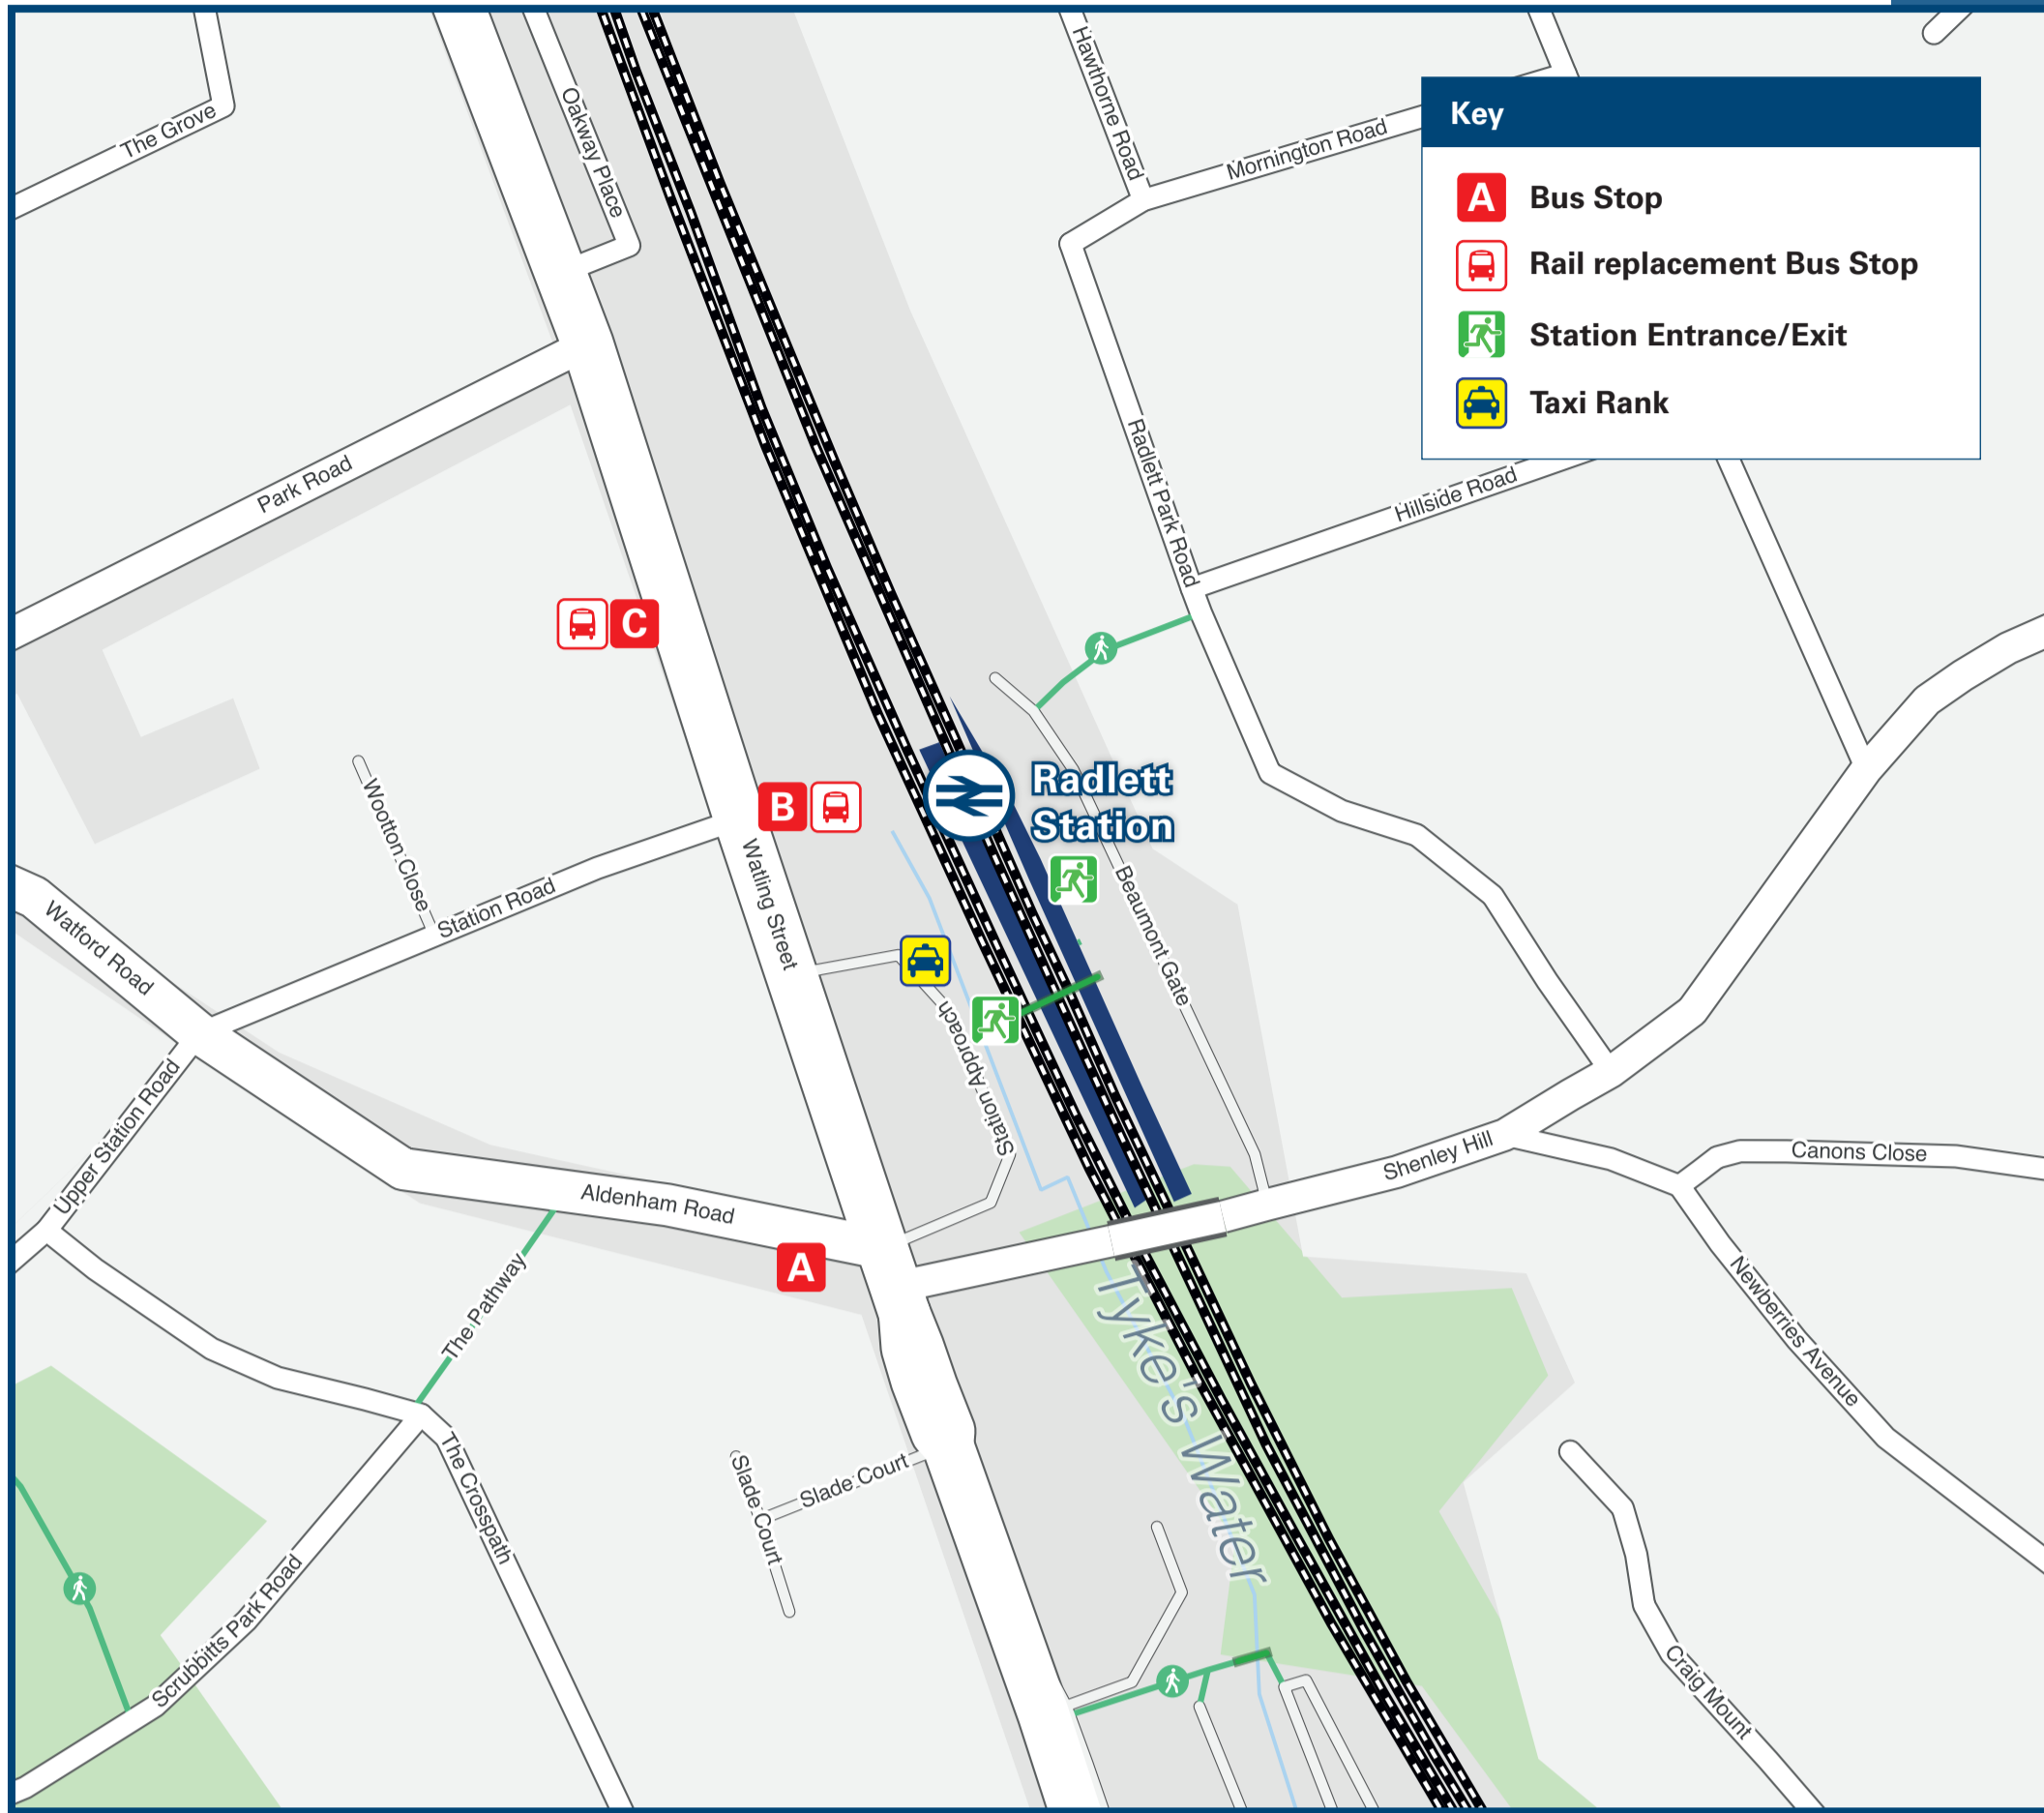 Key
A Bus Stop
Rail replacement Bus Stop
Station Entrance/Exit
Taxi Rank
The Grove
Oakway Place
Hawthorne Road
Mornington Road
Park Road
Radlett Park Road
Hillside Road
C
B
Radlett
Station
Wootton Close
Station Road
Watling Street
Beaumont Gate
Watford Road
Station Approach
Upper Station Road
Aldenham Road
Shenley Hill
Canons Close
A
The Pathway
Tyke's Water
Newberries Avenue
The Crosspath
Slade Court
Slade Court
Scrubbitts Park Road
Craig Mount